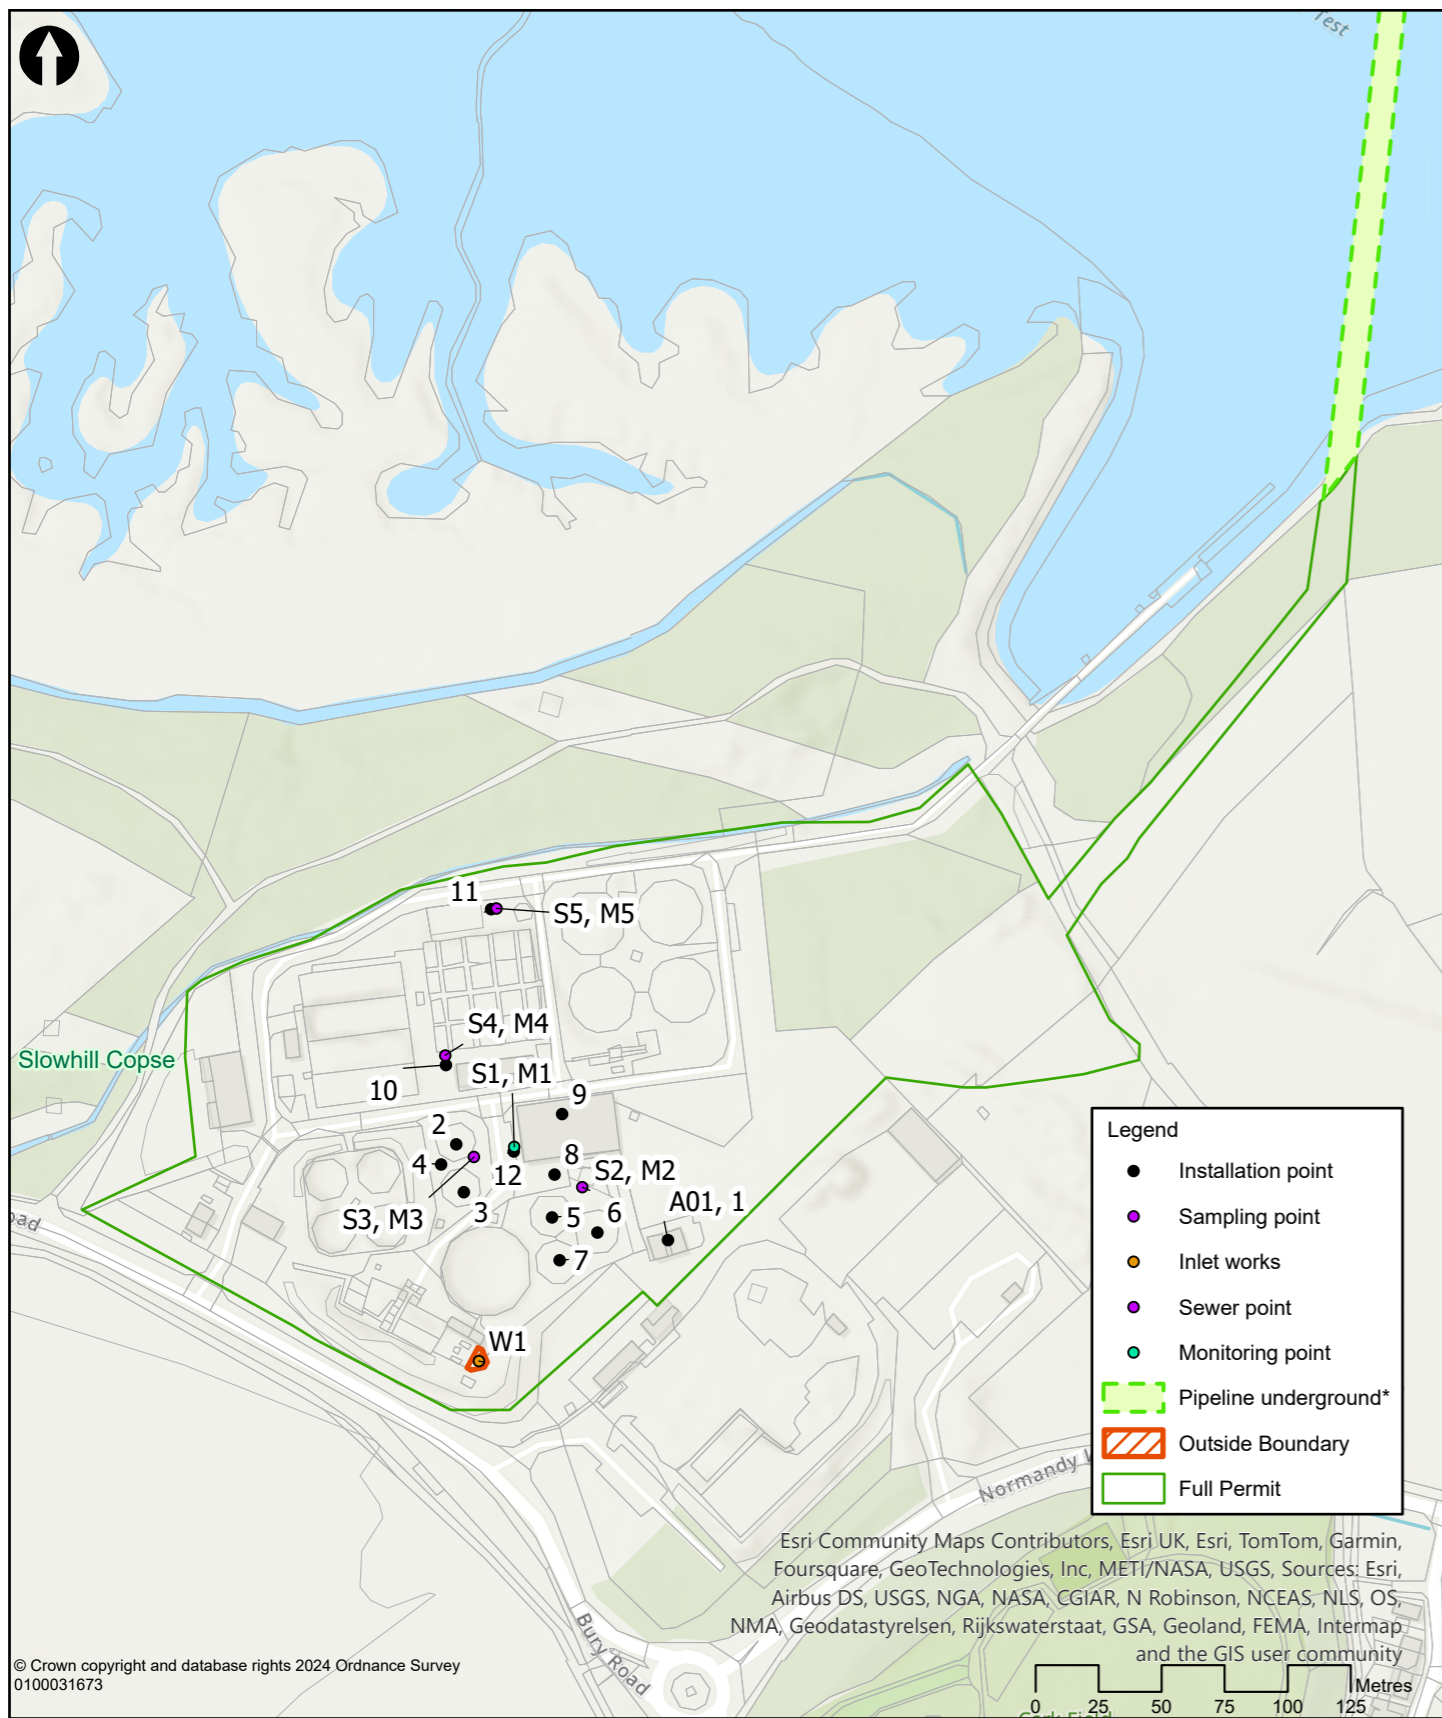 Test
11
S5, M5
S4, M4
Slowhill Copse
S1, M1
10
9
2
4
12
8
S2, M2
A01, 1
S3, M3
3
5
6
7
W1
Legend
Installation point
Sampling point
Inlet works
Sewer point
Monitoring point
Pipeline underground*
Outside Boundary
Full Permit
Normandy
Bury Road
Esri Community Maps Contributors, Esri UK, Esri, TomTom, Garmin,
Foursquare, GeoTechnologies, Inc, METI/NASA, USGS, Sources: Esri,
Airbus DS, USGS, NGA, NASA, CGIAR, N Robinson, NCEAS, NLS, OS,
NMA, Geodatastyrelsen, Rijkswaterstaat, GSA, Geoland, FEMA, Intermap
and the GIS user community
© Crown copyright and database rights 2024 Ordnance Survey
0100031673
Metres
0 25 50 75 100 125